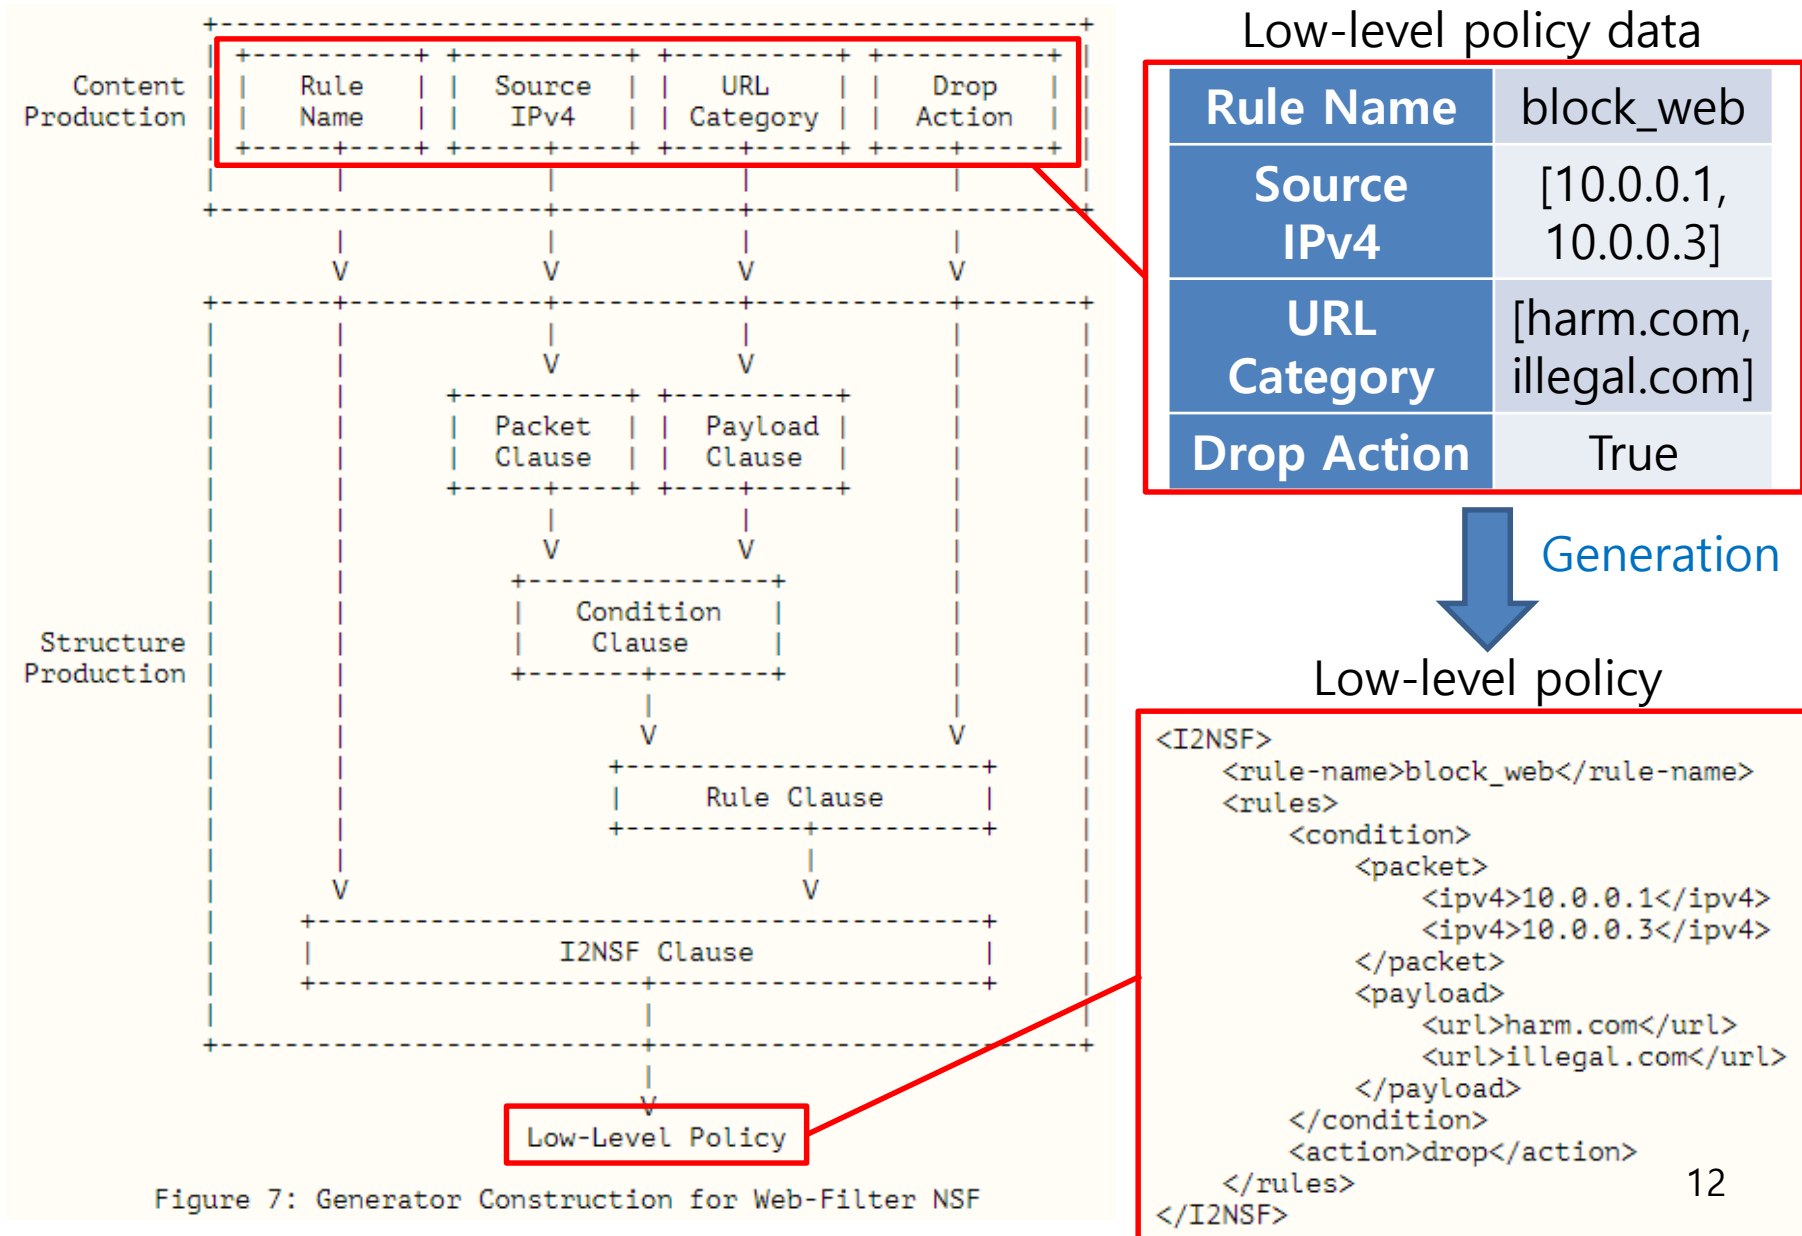 Content
Production
Rule
Name
Source
IPv4
URL
Category
Drop
Action
V V V V
V V
Packet
Clause
Payload
Clause
V V
Condition
Clause
Structure
Production
V V
Rule Clause
V V
I2NSF Clause
V
Low-Level Policy
Figure 7: Generator Construction for Web-Filter NSF
Low-level policy data
Rule Name block_web
Source
IPv4
[10.0.0.1,
10.0.0.3]
URL
Category
[harm.com,
illegal.com]
Drop Action True
Generation
Low-level policy
<I2NSF>
<rule-name>block_web</rule-name>
<rules>
<condition>
<packet>
<ipv4>10.0.0.1</ipv4>
<ipv4>10.0.0.3</ipv4>
</packet>
<payload>
<url>harm.com</url>
<url>illegal.com</url>
</payload>
</condition>
<action>drop</action>
</rules>
</I2NSF>
12